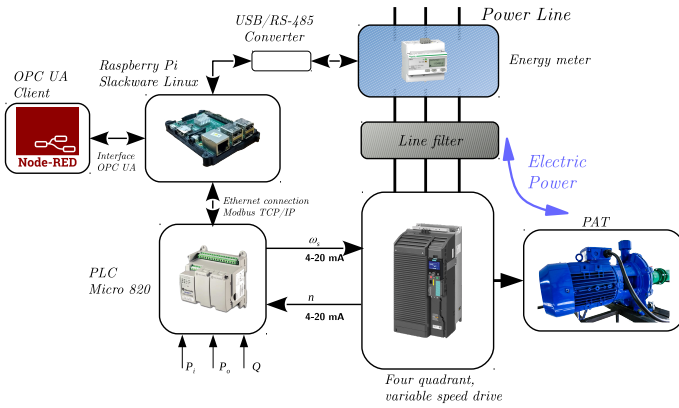 USB/RS-485
Converter
Power Line
Energy meter
Raspberry Pi
Slackware Linux
OPC UA
Client
Node-RED
Interface
OPC UA
Line filter
Electric
Power
Ethernet connection
Modbus TCP/IP
PLC
Micro 820
ωs
4-20 mA
n
4-20 mA
PAT
Pi
Po
Q
Four quadrant,
variable speed drive